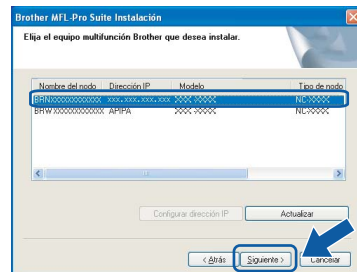 Brother MFL-Pro Suite Instalación
Elija el equipo multifunción Brother que desea instalar.
Nombre del nodo Dirección IP Modelo Tipo de nodo
BRNXXXXXXXXXXXX xxx.xxx.xxx.xxx XXX XXXX NC-XXXX
BRWXXXXXXXXXXXX APIPA XXX XXXX NC-XXXX
Configurar dirección IP Actualizar
< Atrás Siguiente > Cancelar